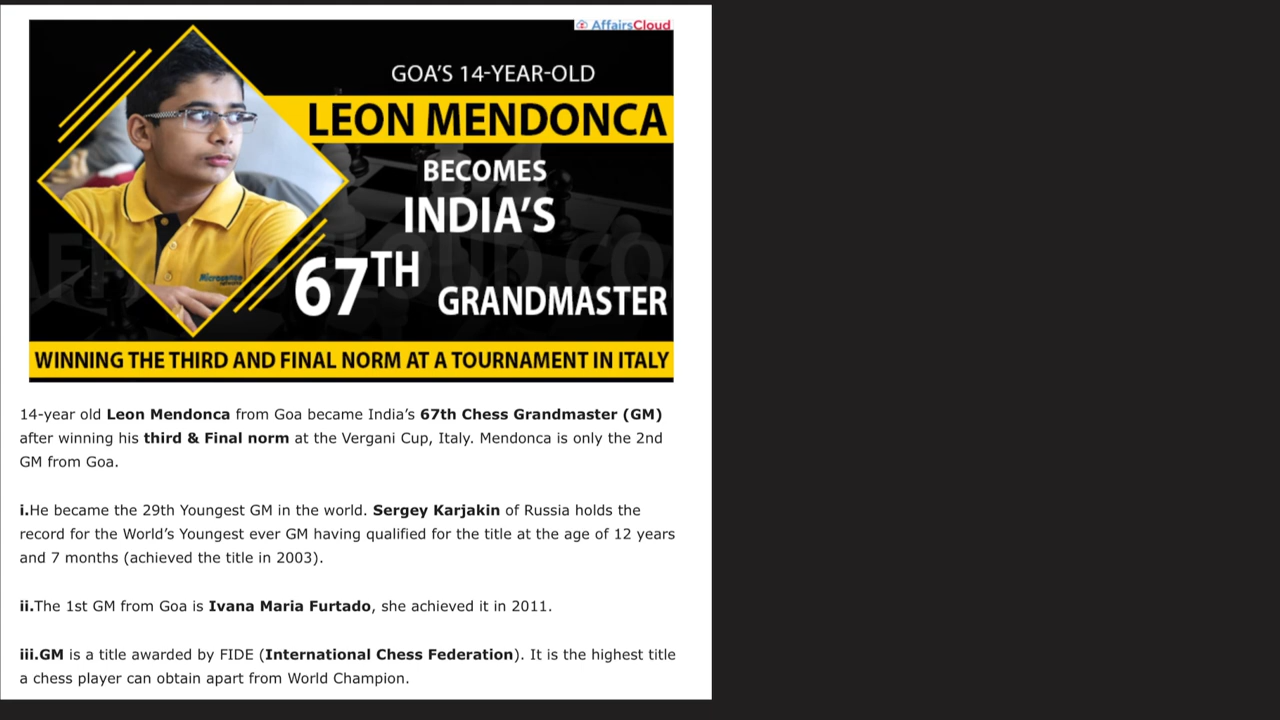 AffairsCloud
GOA'S 14-YEAR-OLD
LEON MENDONCA
BECOMES
INDIA'S
67TH
GRANDMASTER
Microsense
WINNING THE THIRD AND FINAL NORM AT A TOURNAMENT IN ITALY
14-year old Leon Mendonca from Goa became India's 67th Chess Grandmaster (GM)
after winning his third & Final norm at the Vergani Cup, Italy. Mendonca is only the 2nd
GM from Goa.
i.He became the 29th Youngest GM in the world. Sergey Karjakin of Russia holds the
record for the World's Youngest ever GM having qualified for the title at the age of 12 years
and 7 months (achieved the title in 2003).
ii.The 1st GM from Goa is Ivana Maria Furtado, she achieved it in 2011.
iii.GM is a title awarded by FIDE (International Chess Federation). It is the highest title
a chess player can obtain apart from World Champion.